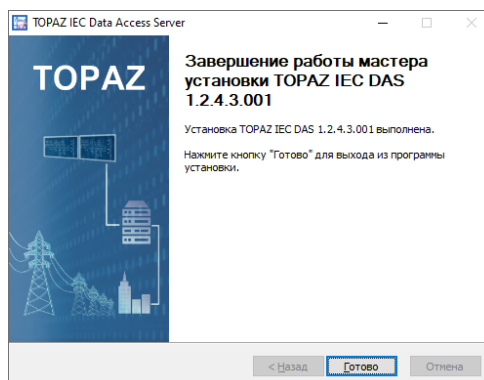 TOPAZ IEC Data Access Server
TOPAZ
Завершение работы мастера
установки TOPAZ IEC DAS
1.2.4.3.001
Установка TOPAZ IEC DAS 1.2.4.3.001 выполнена.
Нажмите кнопку "Готово" для выхода из программы
установки.
< Назад
Готово
Отмена